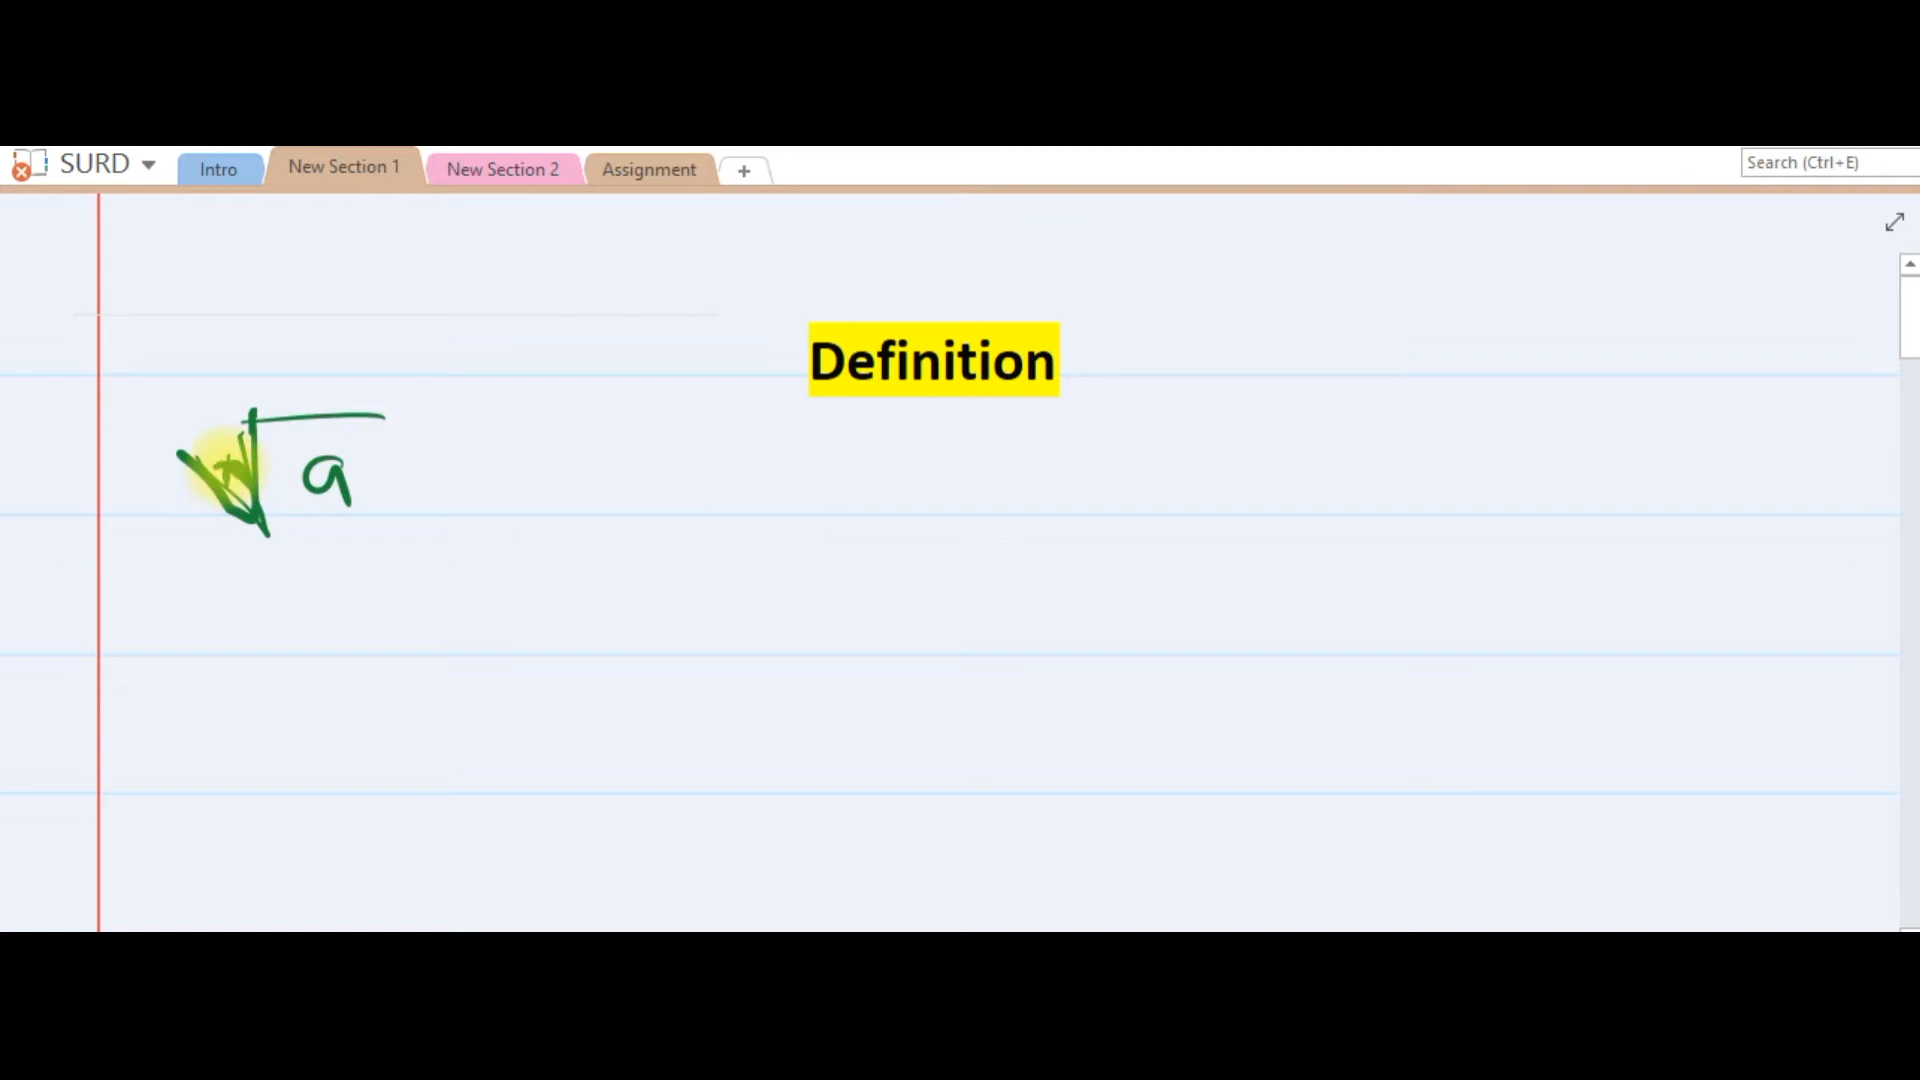 SURD Intro New Section 1 New Section 2 Assignment + Search (Ctrl+E)
Definition
√a